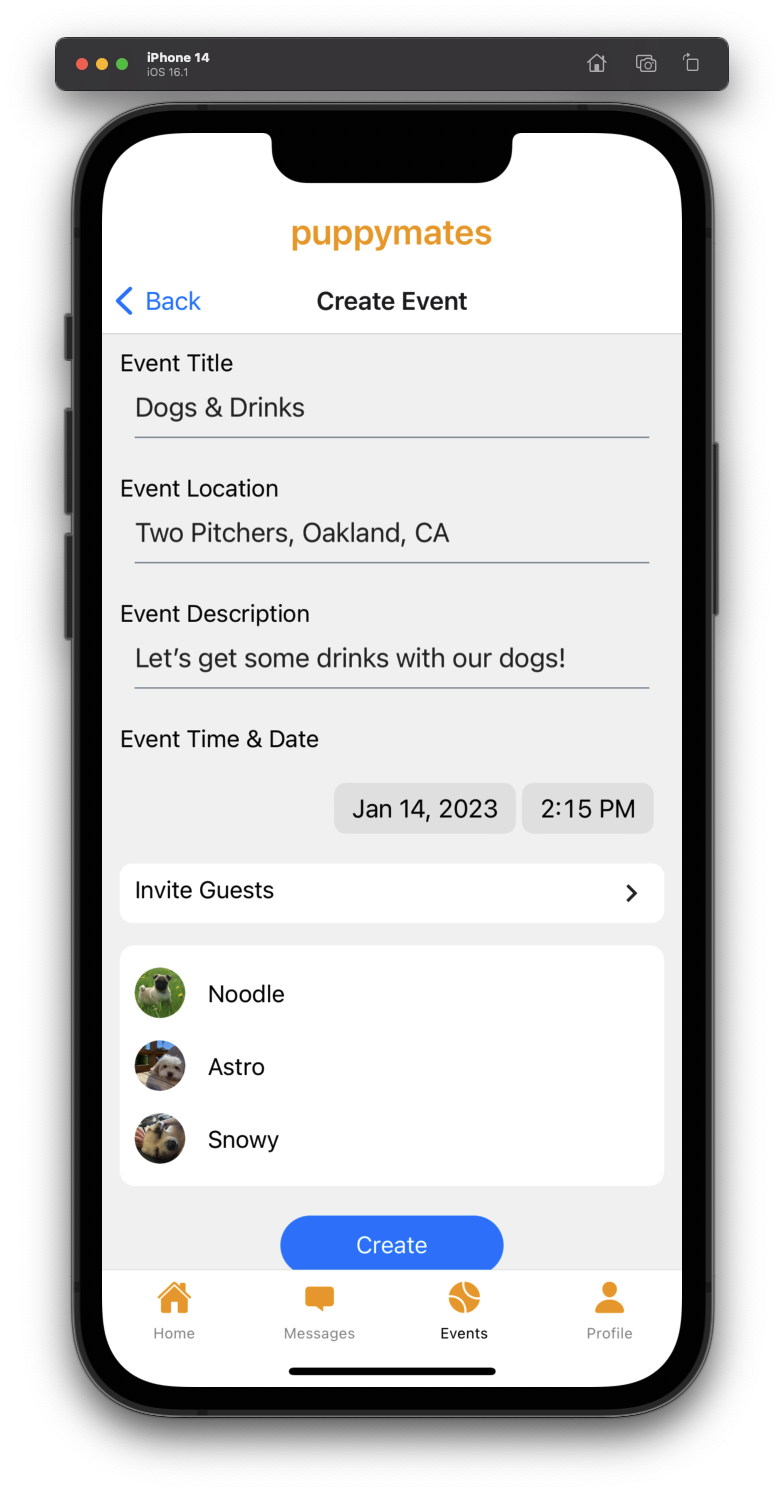 iPhone 14
iOS 16.1
puppymates
Back Create Event
Event Title
Dogs & Drinks
Event Location
Two Pitchers, Oakland, CA
Event Description
Let’s get some drinks with our dogs!
Event Time & Date
Jan 14, 2023 2:15 PM
Invite Guests
Noodle
Astro
Snowy
Create
Home Messages Events Profile